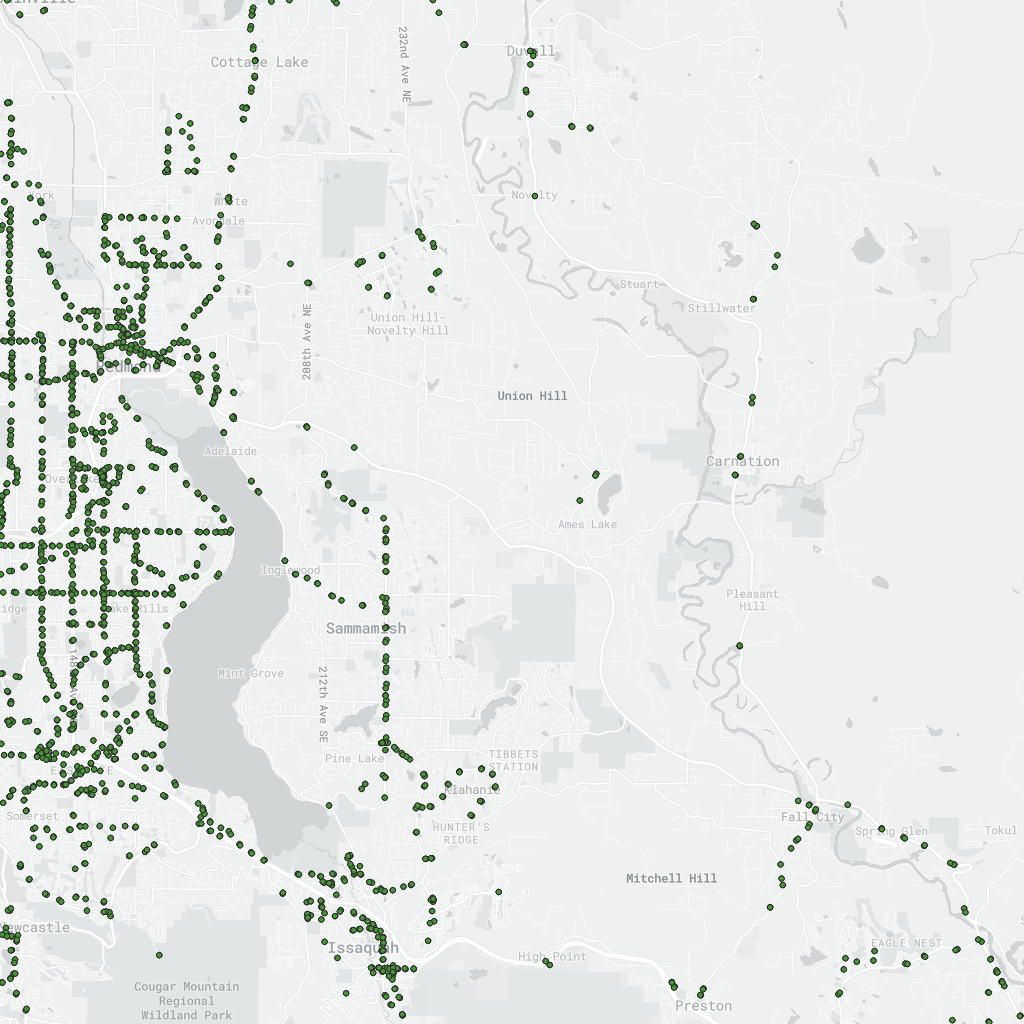 Duvall
Cottage Lake
232nd Ave NE
York
White
Avondale
Novelty
Stuart
Stillwater
Union Hill-
Novelty Hill
208th Ave NE
Redmond
Union Hill
Adelaide
Carnation
Ames Lake
Inglewood
Pleasant
Hill
Sammamish
Mint Grove
212th Ave SE
Pine Lake
TIBBETS
STATION
Klahanie
Somerset
HUNTER'S
RIDGE
Fall City
Spring Glen
Tokul
Mitchell Hill
Newcastle
Issaquah
High Point
EAGLE NEST
Cougar Mountain
Regional
Wildland Park
Preston